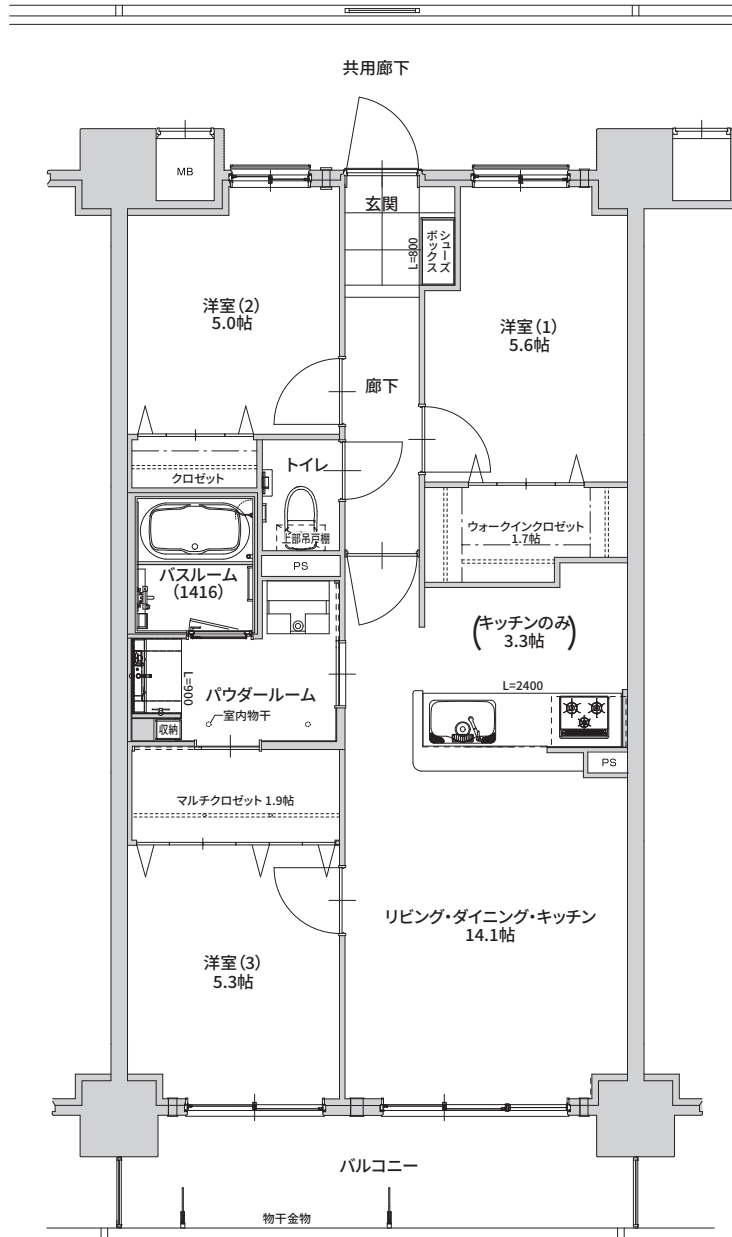 共用廊下
MB
玄関
シューズ
ボックス
L=800
洋室(2)
5.0帖
洋室(1)
5.6帖
廊下
トイレ
クロゼット
上部吊戸棚
ウォークインクロゼット
1.7帖
PS
バスルーム
(1416)
(キッチンのみ)
3.3帖
L=2400
L=900
パウダールーム
室内物干
収納
PS
マルチクロゼット 1.9帖
リビング・ダイニング・キッチン
14.1帖
洋室(3)
5.3帖
バルコニー
物干金物